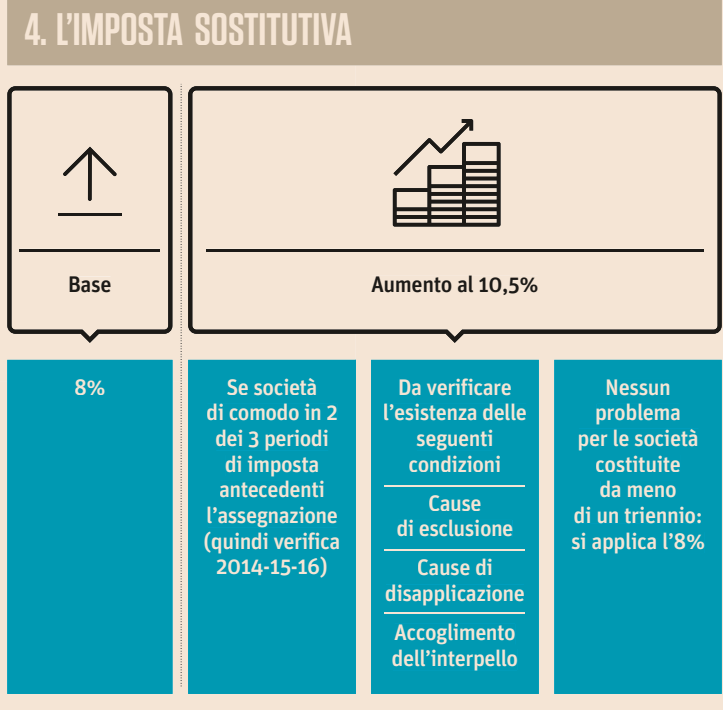 4. L'IMPOSTA SOSTITUTIVA
Base
Aumento al 10,5%
8%
Se società
di comodo in 2
dei 3 periodi
di imposta
antecedenti
l'assegnazione
(quindi verifica
2014-15-16)
Da verificare
l'esistenza delle
seguenti
condizioni
Cause
di esclusione
Cause di
disapplicazione
Accoglimento
dell'interpello
Nessun
problema
per le società
costituite
da meno
di un triennio:
si applica l'8%